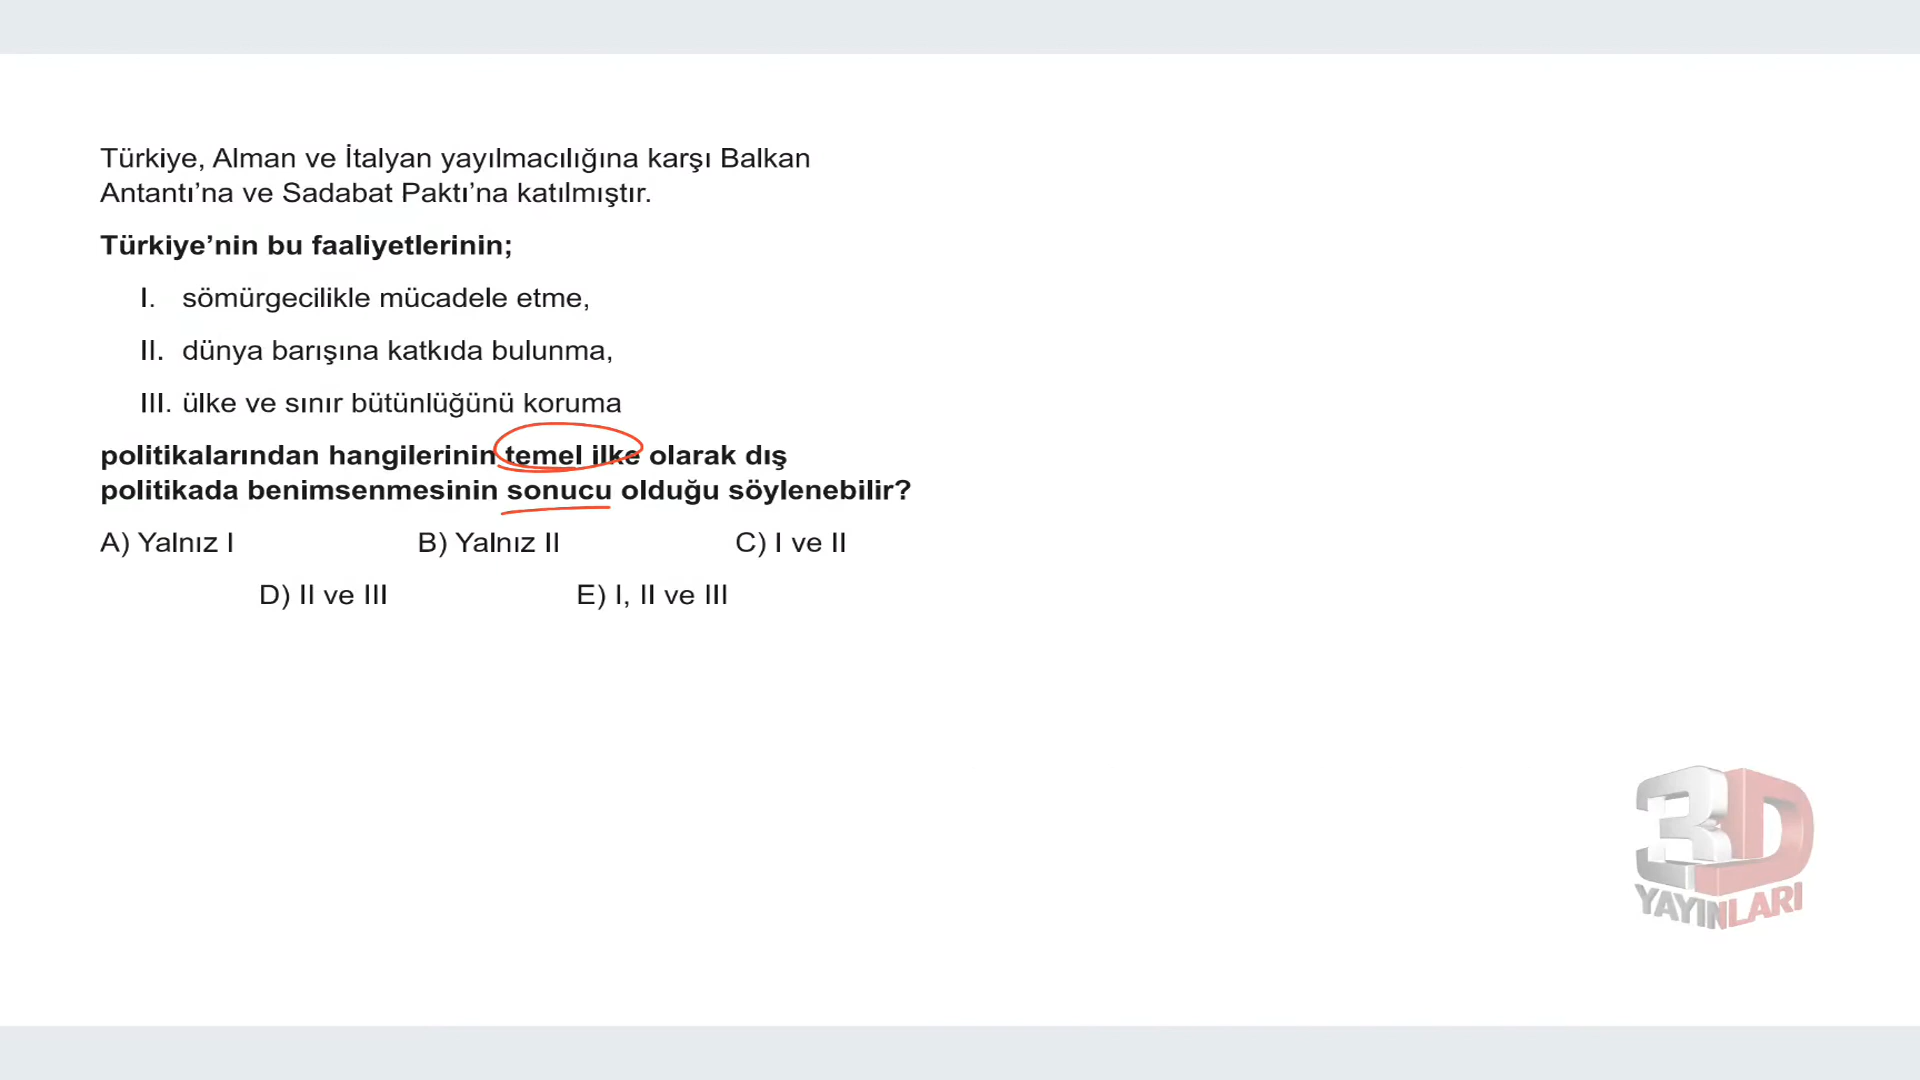 Türkiye, Alman ve İtalyan yayılmacılığına karşı Balkan
Antantı’na ve Sadabat Paktı’na katılmıştır.
Türkiye’nin bu faaliyetlerinin;
I. sömürgecilikle mücadele etme,
II. dünya barışına katkıda bulunma,
III. ülke ve sınır bütünlüğünü koruma
politikalarından hangilerinin temel ilke olarak dış
politikada benimsenmesinin sonucu olduğu söylenebilir?
A) Yalnız I B) Yalnız II C) I ve II
D) II ve III E) I, II ve III
3D
YAYINLARI